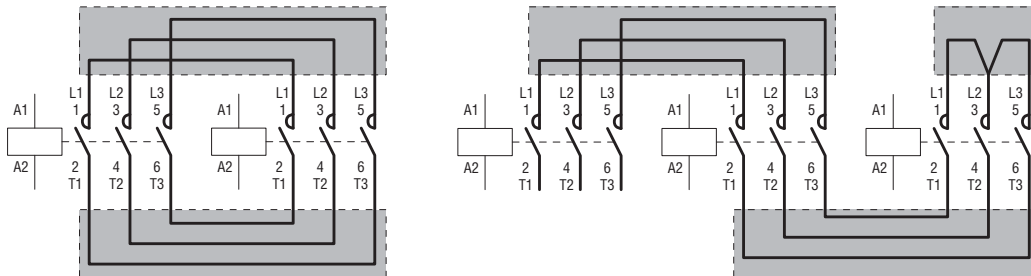 L1 L2 L3 L1 L2 L3 L1 L2 L3 L1 L2 L3 L1 L2 L3
A1 1 3 5 A1 1 3 5 A1 1 3 5 A1 1 3 5 A1 1 3 5
A2 2 4 6 A2 2 4 6 A2 2 4 6 A2 2 4 6 A2 2 4 6
T1 T2 T3 T1 T2 T3 T1 T2 T3 T1 T2 T3 T1 T2 T3